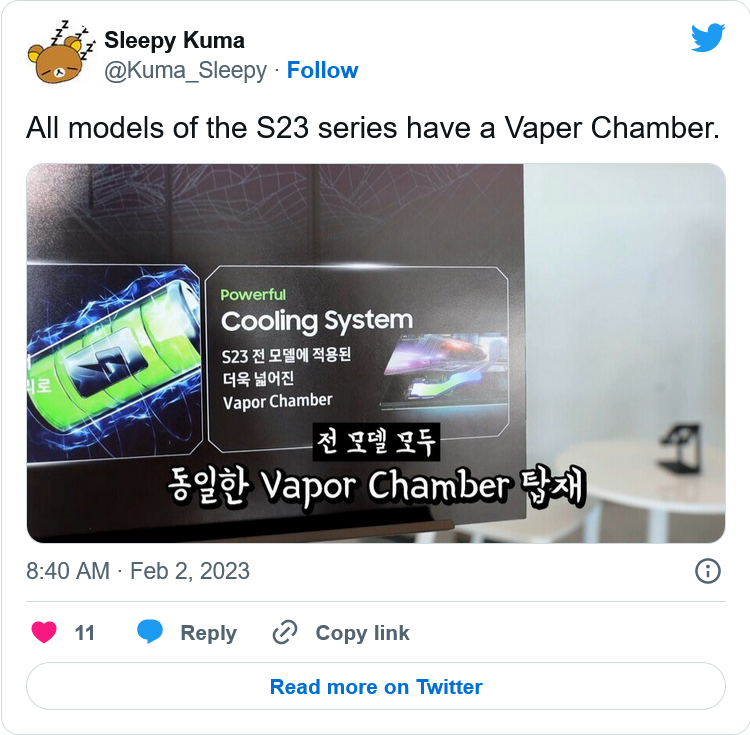 Sleepy Kuma
@Kuma_Sleepy · Follow
All models of the S23 series have a Vaper Chamber.
Powerful
Cooling System
S23 전 모델에 적용된
더욱 넓어진
Vapor Chamber
위로
전 모델 모두
동일한 Vapor Chamber 탑재
8:40 AM · Feb 2, 2023
11
Reply
Copy link
Read more on Twitter